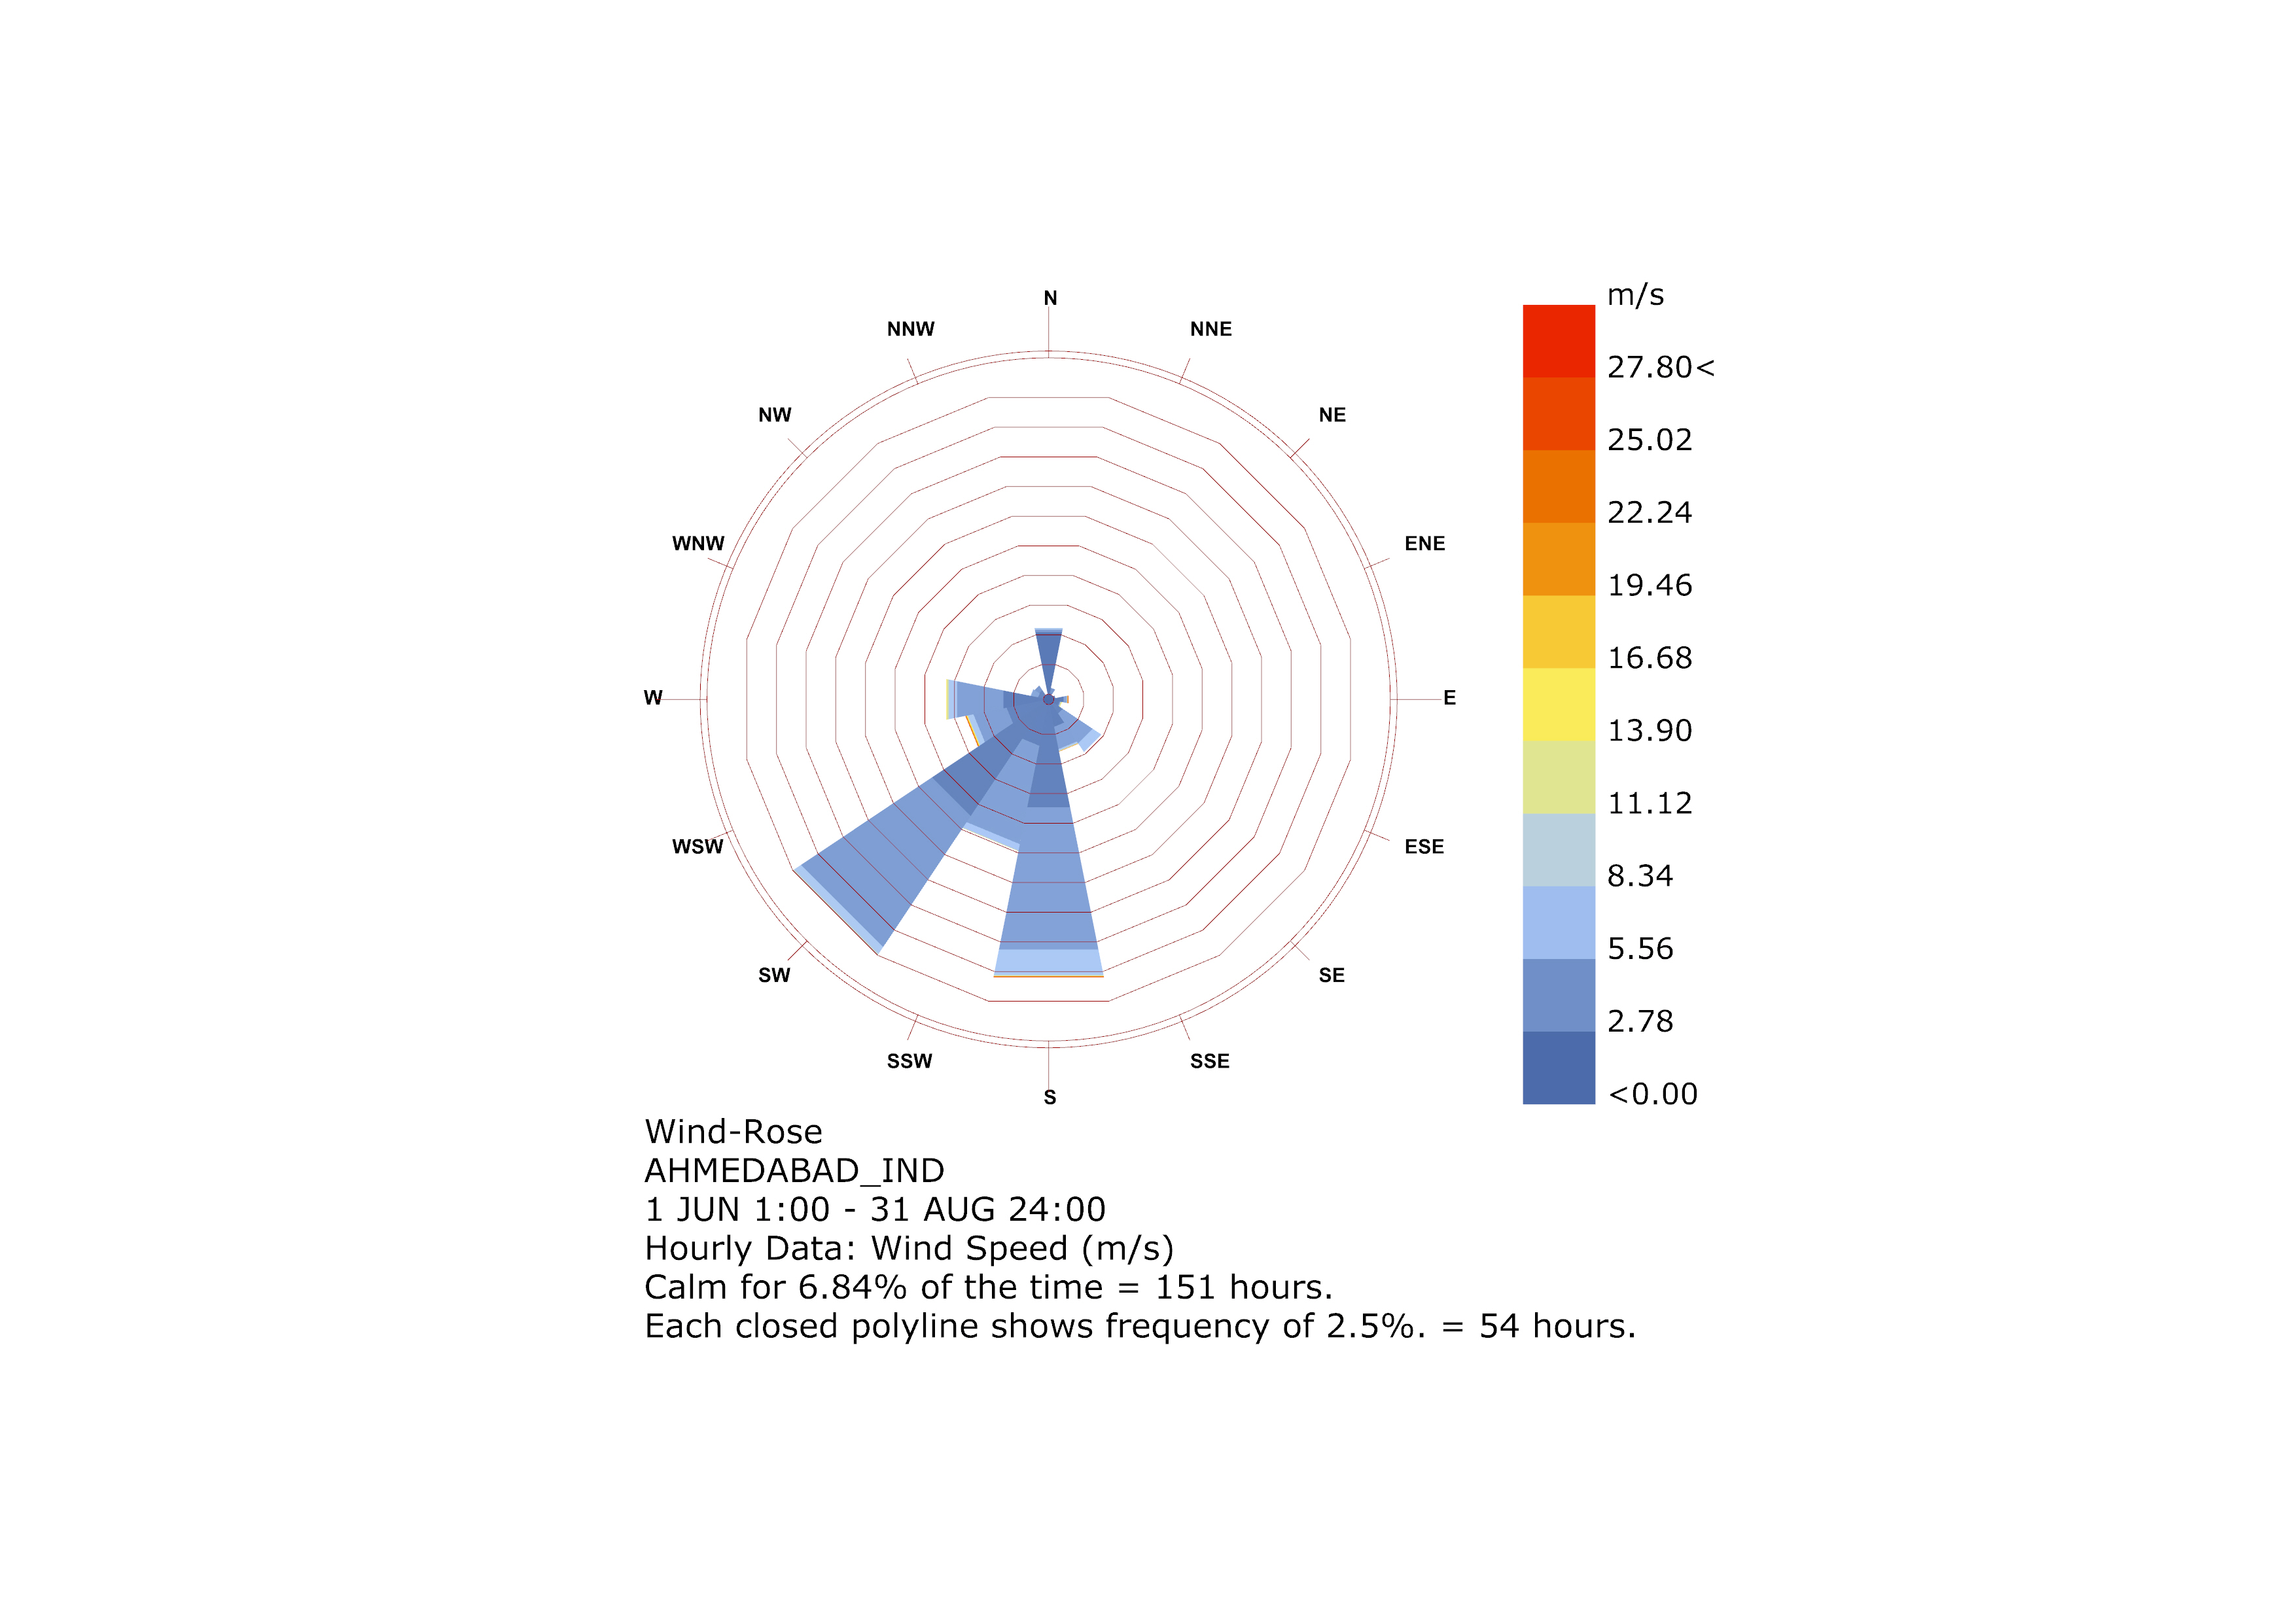 N
NNW
NNE
NW
NE
WNW
ENE
W
E
WSW
ESE
SW
SE
SSW
SSE
S
m/s
27.80<
25.02
22.24
19.46
16.68
13.90
11.12
8.34
5.56
2.78
<0.00
Wind-Rose
AHMEDABAD_IND
1 JUN 1:00 - 31 AUG 24:00
Hourly Data: Wind Speed (m/s)
Calm for 6.84% of the time = 151 hours.
Each closed polyline shows frequency of 2.5%. = 54 hours.